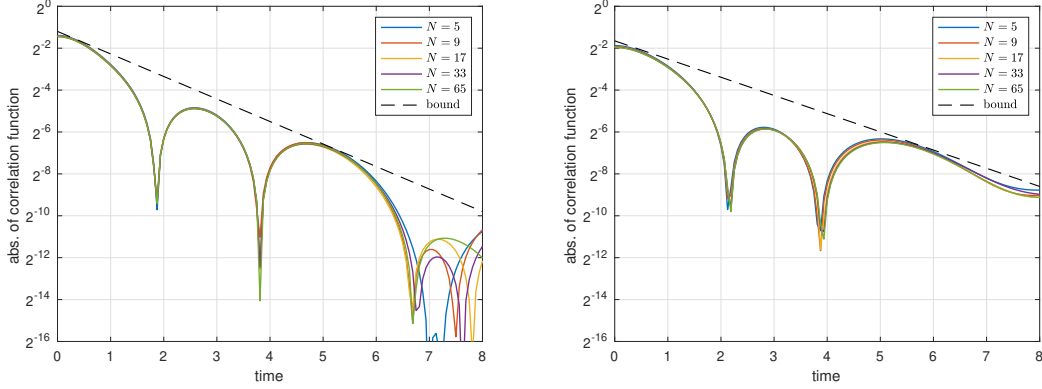 abs. of correlation function
2^0
2^-2
2^-4
2^-6
2^-8
2^-10
2^-12
2^-14
2^-16
0 1 2 3 4 5 6 7 8
time
N = 5
N = 9
N = 17
N = 33
N = 65
bound
abs. of correlation function
2^0
2^-2
2^-4
2^-6
2^-8
2^-10
2^-12
2^-14
2^-16
0 1 2 3 4 5 6 7 8
time
N = 5
N = 9
N = 17
N = 33
N = 65
bound